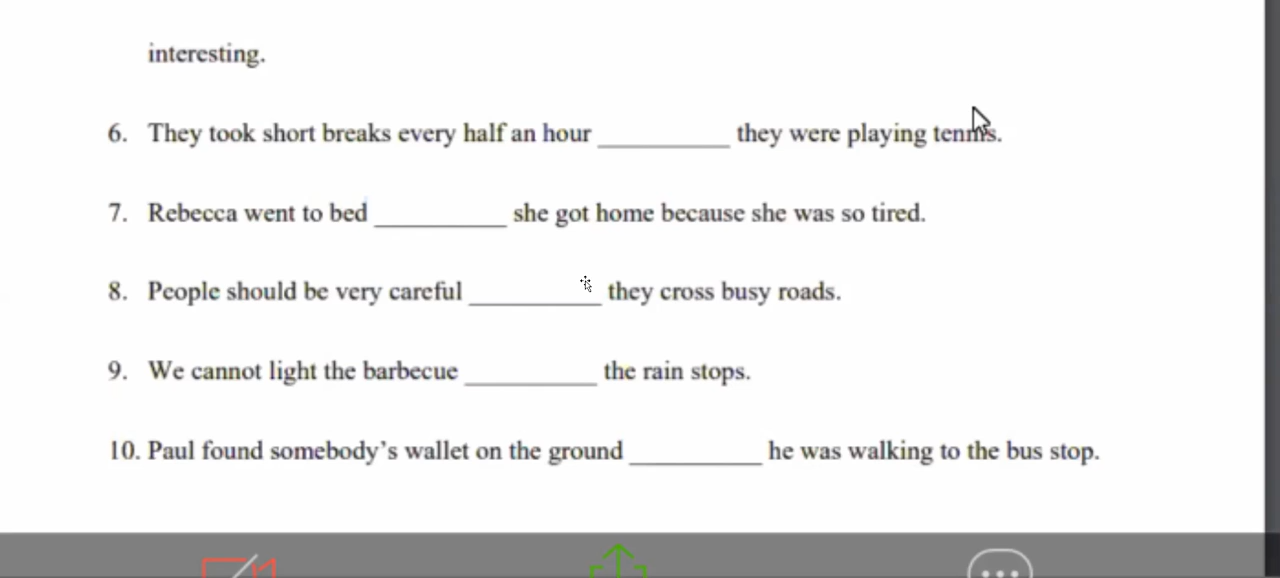 interesting.
6. They took short breaks every half an hour __________ they were playing tennis.
7. Rebecca went to bed __________ she got home because she was so tired.
8. People should be very careful __________ they cross busy roads.
9. We cannot light the barbecue __________ the rain stops.
10. Paul found somebody’s wallet on the ground __________ he was walking to the bus stop.